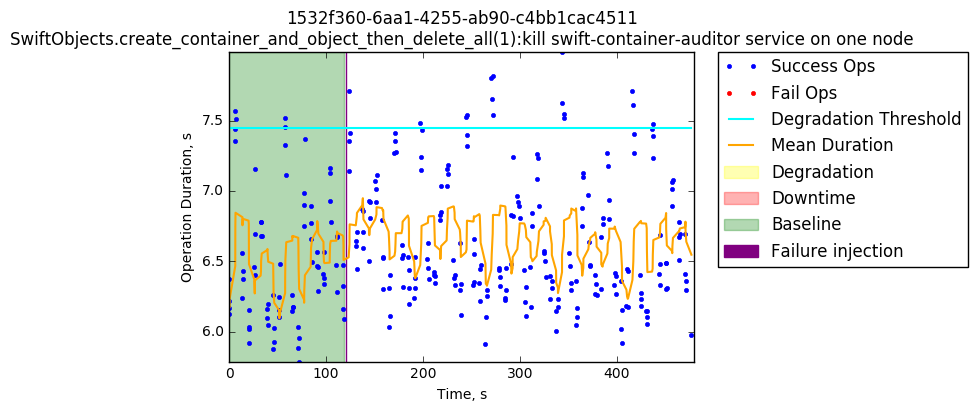 1532f360-6aa1-4255-ab90-c4bb1cac4511
SwiftObjects.create_container_and_object_then_delete_all(1):kill swift-container-auditor service on one node
Operation Duration, s
7.5
7.0
6.5
6.0
0 100 200 300 400
Time, s
Success Ops
Fail Ops
Degradation Threshold
Mean Duration
Degradation
Downtime
Baseline
Failure injection